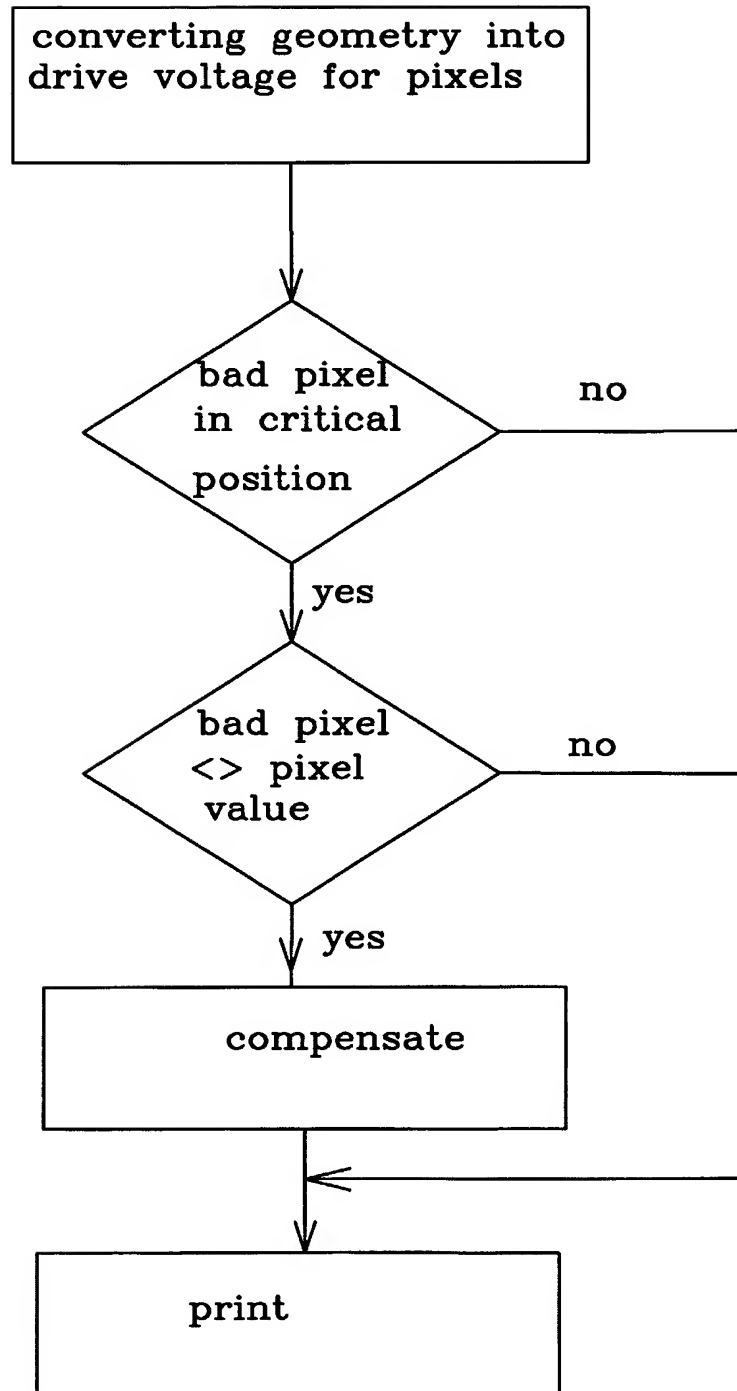 converting geometry into
drive voltage for pixels
bad pixel
in critical
position
no
yes
bad pixel
<> pixel
value
no
yes
compensate
print